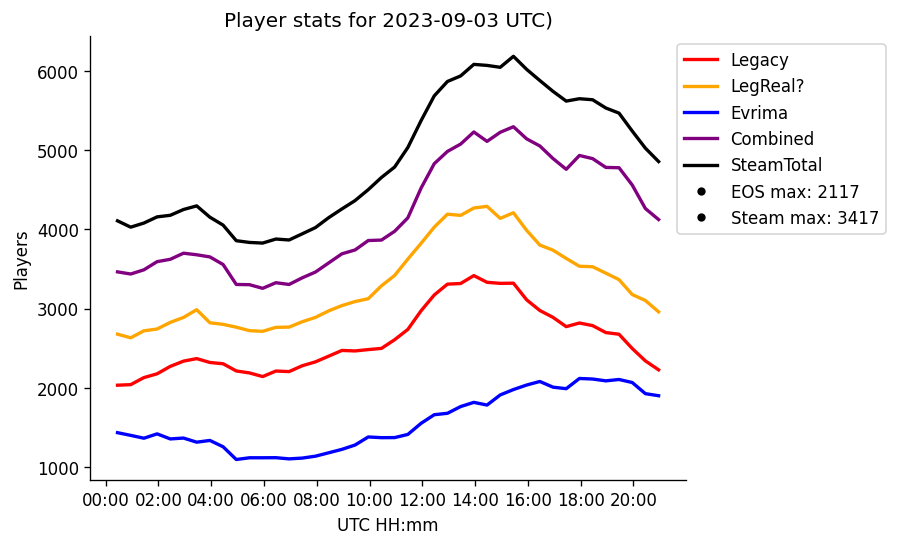 Player stats for 2023-09-03 UTC)
Players
6000
5000
4000
3000
2000
1000
00:00 02:00 04:00 06:00 08:00 10:00 12:00 14:00 16:00 18:00 20:00
UTC HH:mm
Legacy
LegReal?
Evrima
Combined
SteamTotal
EOS max: 2117
Steam max: 3417